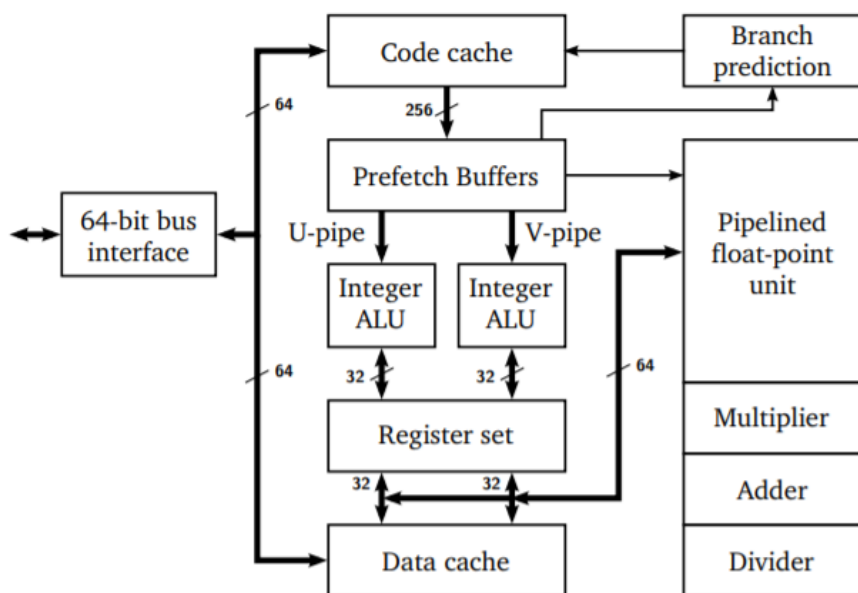 Code cache
Branch
prediction
64
256
Prefetch Buffers
64-bit bus
interface
U-pipe
V-pipe
Pipelined
float-point
unit
Integer
ALU
Integer
ALU
64
32
32
64
Register set
Multiplier
32
32
Adder
Data cache
Divider